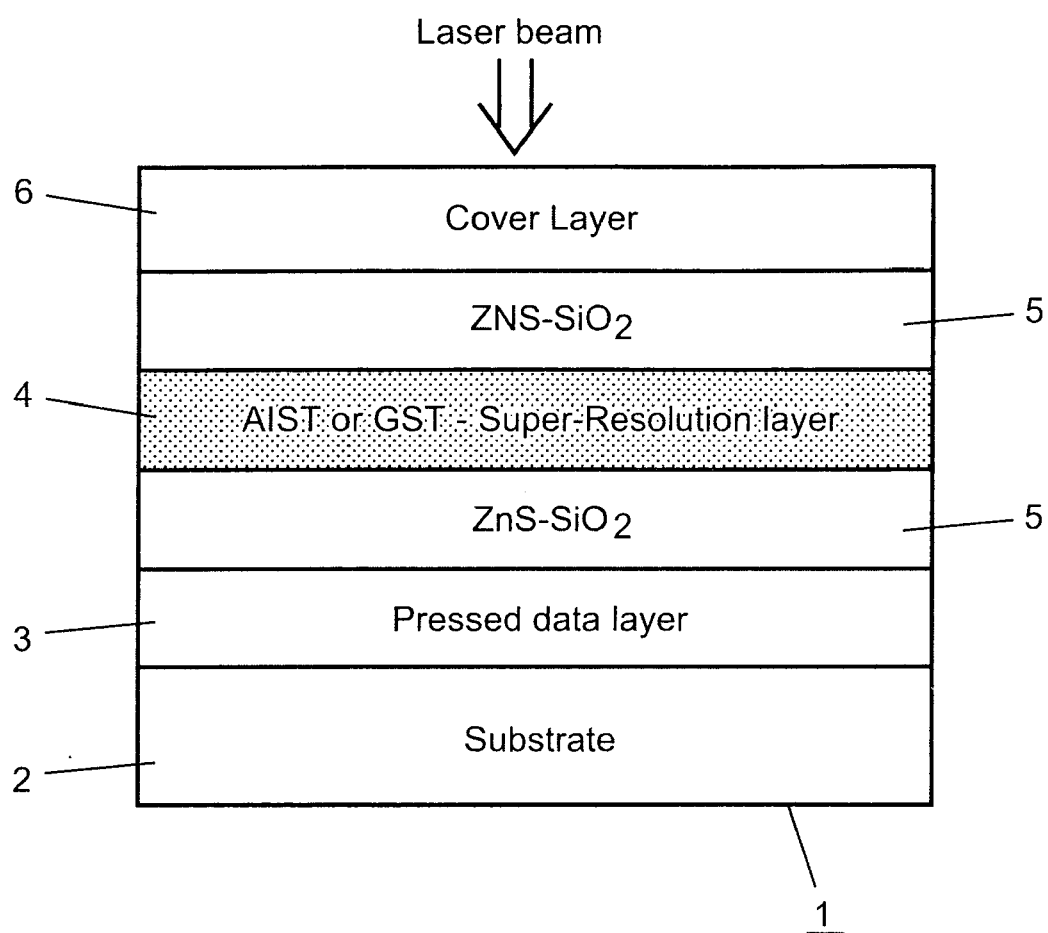 Laser beam
6
Cover Layer
ZNS-SiO2
5
4
AIST or GST - Super-Resolution layer
ZnS-SiO2
5
Pressed data layer
3
Substrate
2
1